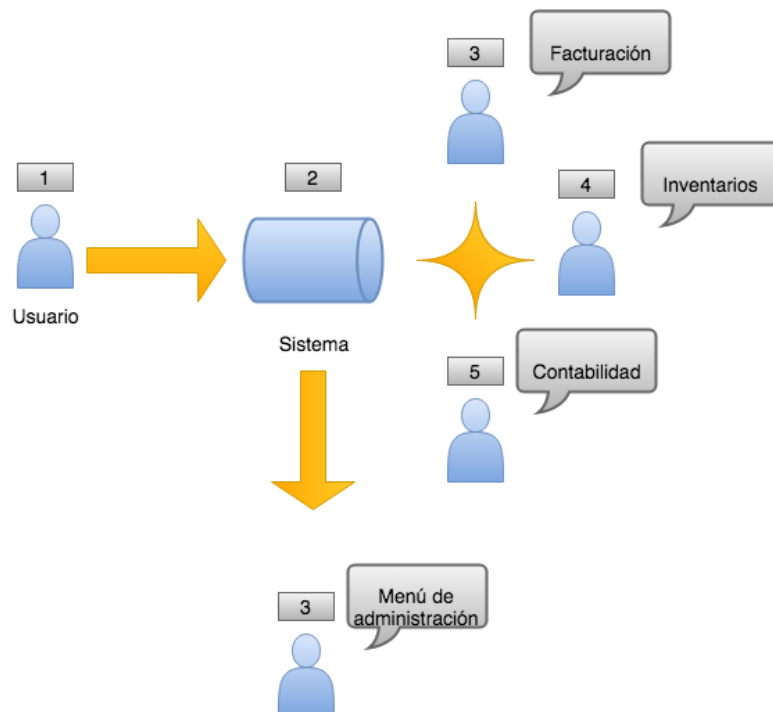 3
Facturación
1
2
4
Inventarios
Usuario
Sistema
5
Contabilidad
3
Menú de
administración